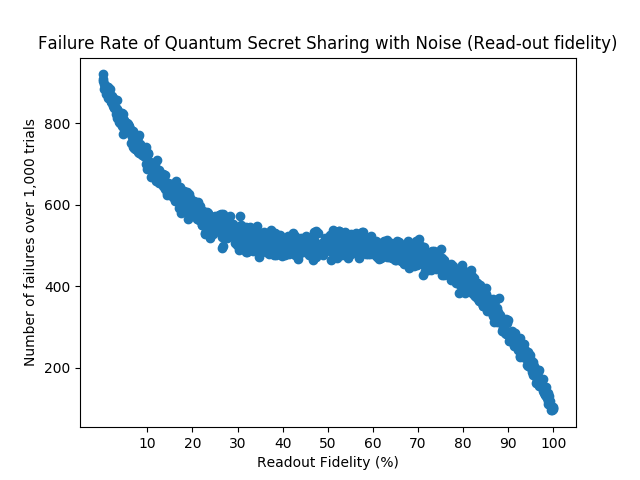 Failure Rate of Quantum Secret Sharing with Noise (Read-out fidelity)
Number of failures over 1,000 trials
800
600
400
200
10 20 30 40 50 60 70 80 90 100
Readout Fidelity (%)